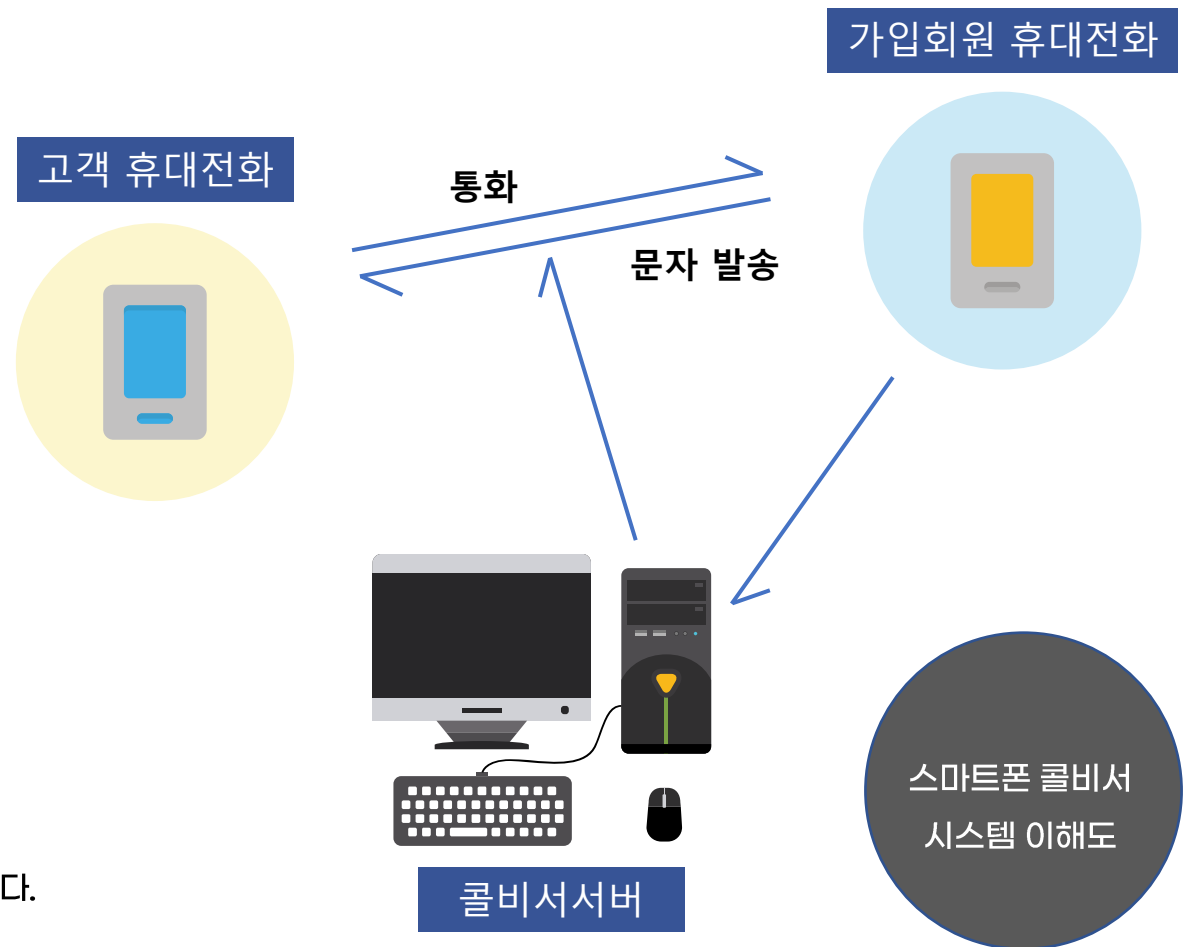 가입회원 휴대전화
고객 휴대전화
통화
문자 발송
스마트폰 콜비서
시스템 이해도
다.
콜비서서버